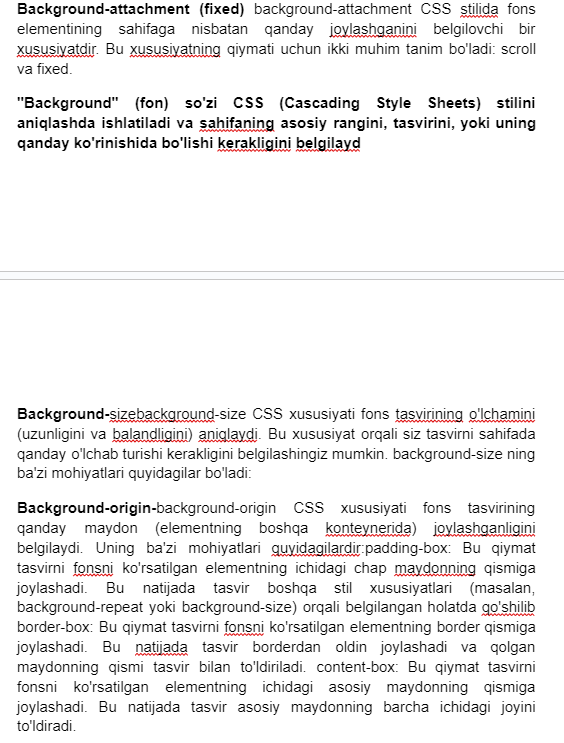 Background-attachment (fixed) background-attachment CSS stilida fons
elementining sahifaga nisbatan qanday joylashganini belgilovchi bir
xususiyatdir. Bu xususiyatning qiymati uchun ikki muhim tanim bo'ladi: scroll
va fixed.
"Background" (fon) so'zi CSS (Cascading Style Sheets) stilini
aniqlashda ishlatiladi va sahifaning asosiy rangini, tasvirini, yoki uning
qanday ko'rinishida bo'lishi kerakligini belgilayd
Background-sizebackground-size CSS xususiyati fons tasvirining o'lchamini
(uzunligini va balandligini) aniqlaydi. Bu xususiyat orqali siz tasvirni sahifada
qanday o'lchab turishi kerakligini belgilashingiz mumkin. background-size ning
ba'zi mohiyatlari quyidagilar bo'ladi:
Background-origin-background-origin CSS xususiyati fons tasvirining
qanday maydon (elementning boshqa konteynerida) joylashganligini
belgilaydi. Uning ba'zi mohiyatlari quyidagilardir:padding-box: Bu qiymat
tasvirni fonsni ko'rsatilgan elementning ichidagi chap maydonning qismiga
joylashadi. Bu natijada tasvir boshqa stil xususiyatlari (masalan,
background-repeat yoki background-size) orqali belgilangan holatda qo'shilib
border-box: Bu qiymat tasvirni fonsni ko'rsatilgan elementning border qismiga
joylashadi. Bu natijada tasvir borderdan oldin joylashadi va qolgan
maydonning qismi tasvir bilan to'ldiriladi. content-box: Bu qiymat tasvirni
fonsni ko'rsatilgan elementning ichidagi asosiy maydonning qismiga
joylashadi. Bu natijada tasvir asosiy maydonning barcha ichidagi joyini
to'ldiradi.